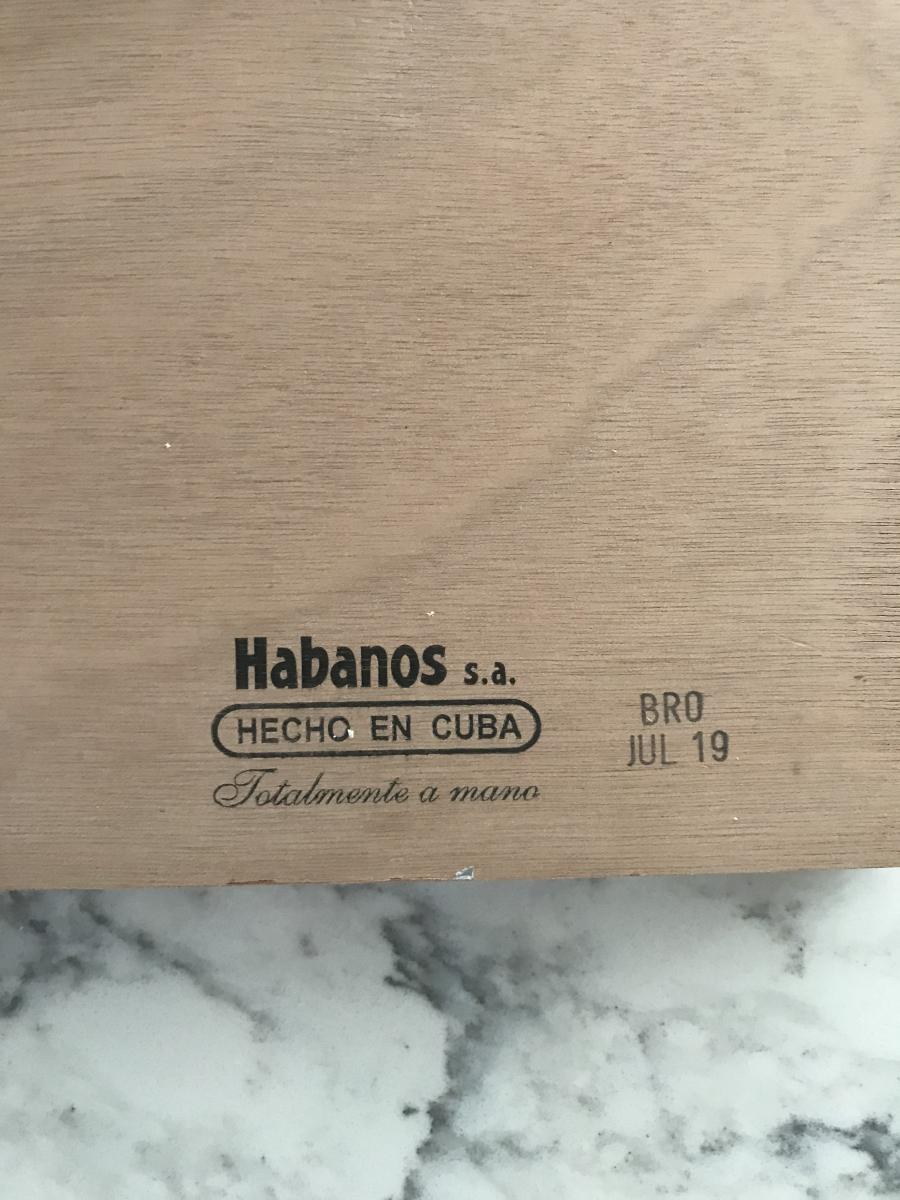 Habanos s.a.
HECHO EN CUBA
Totalmente a mano
BRO
JUL 19